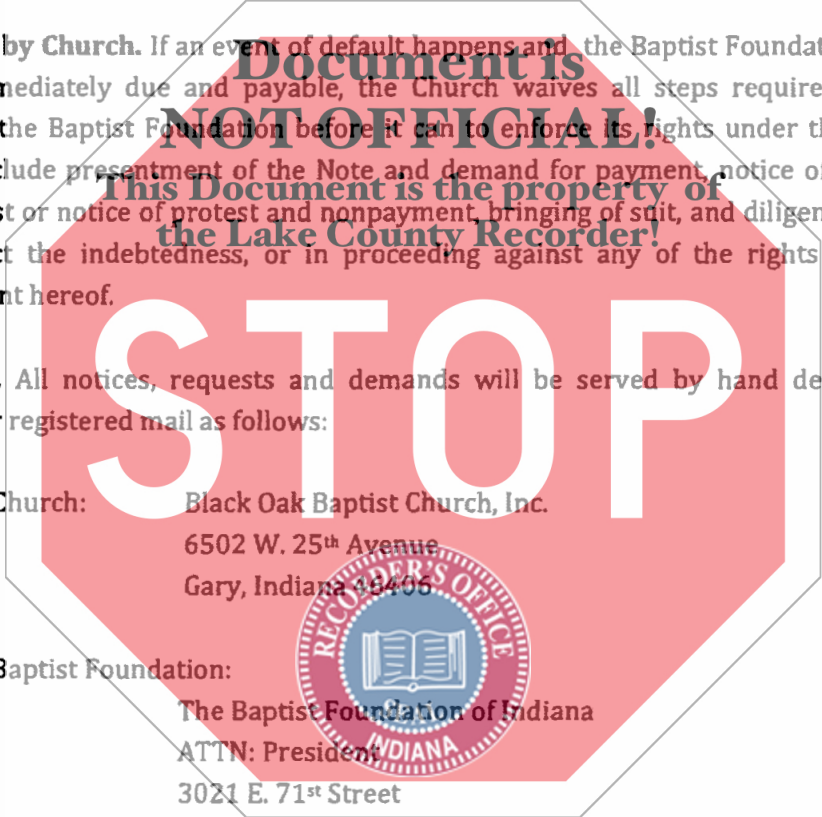 by Church. If an event of default happens and the Baptist Foundat
mediately due and payable, the Church waives all steps require
the Baptist Foundation before it can to enforce its rights under th
lude presentment of the Note and demand for payment, notice of
st or notice of protest and nonpayment, bringing of suit, and diligen
t the indebtedness, or in proceeding against any of the rights
nt hereof.
Document is
NOT OFFICIAL!
This Document is the property of
the Lake County Recorder!
STOP
. All notices, requests and demands will be served by hand de
r registered mail as follows:
Church: Black Oak Baptist Church, Inc.
6502 W. 25th Avenue
Gary, Indiana 46406
RECORDER'S OFFICE
INDIANA
Baptist Foundation:
The Baptist Foundation of Indiana
ATTN: President
3021 E. 71st Street